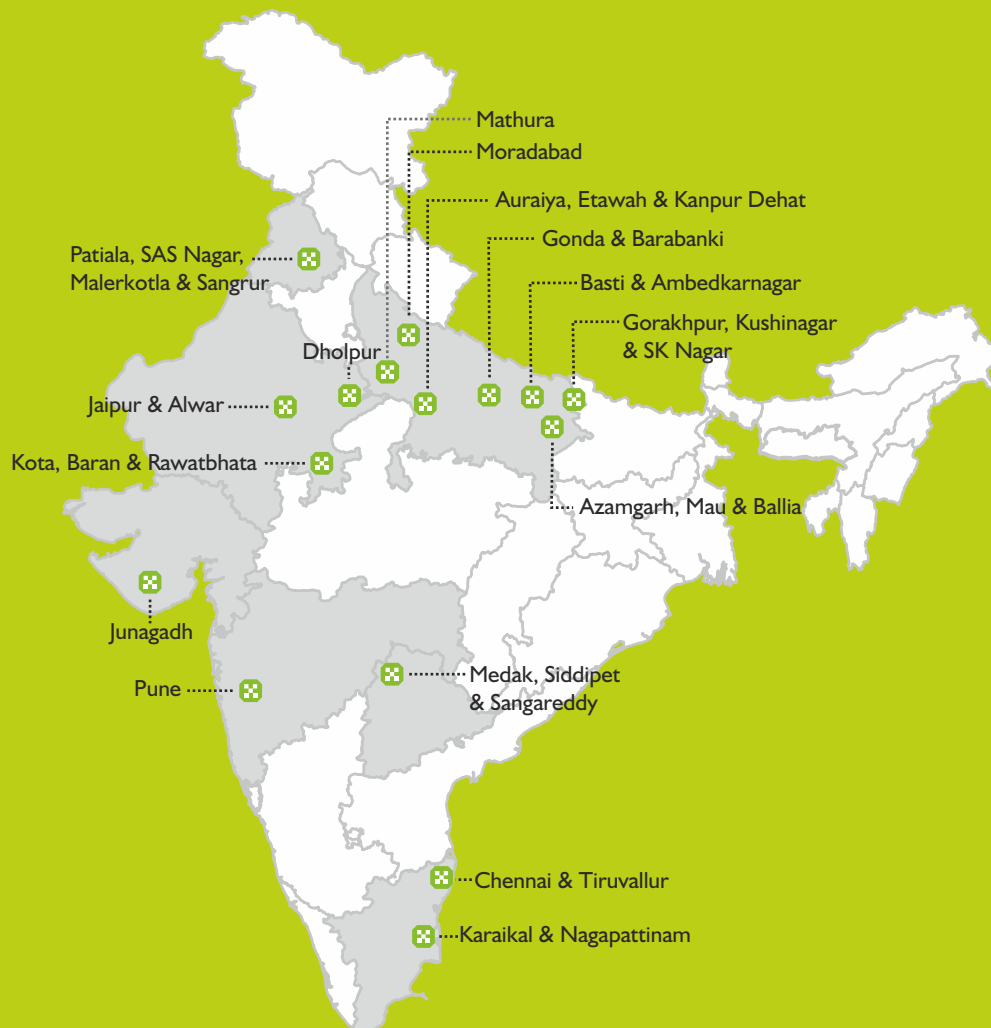 Mathura
Moradabad
Auraiya, Etawah & Kanpur Dehat
Gonda & Barabanki
Patiala, SAS Nagar,
Malerkotla & Sangrur
Basti & Ambedkarnagar
Gorakhpur, Kushinagar
& SK Nagar
Dholpur
Jaipur & Alwar
Kota, Baran & Rawatbhata
Azamgarh, Mau & Ballia
Junagadh
Pune
Medak, Siddipet
& Sangareddy
Chennai & Tiruvallur
Karaikal & Nagapattinam